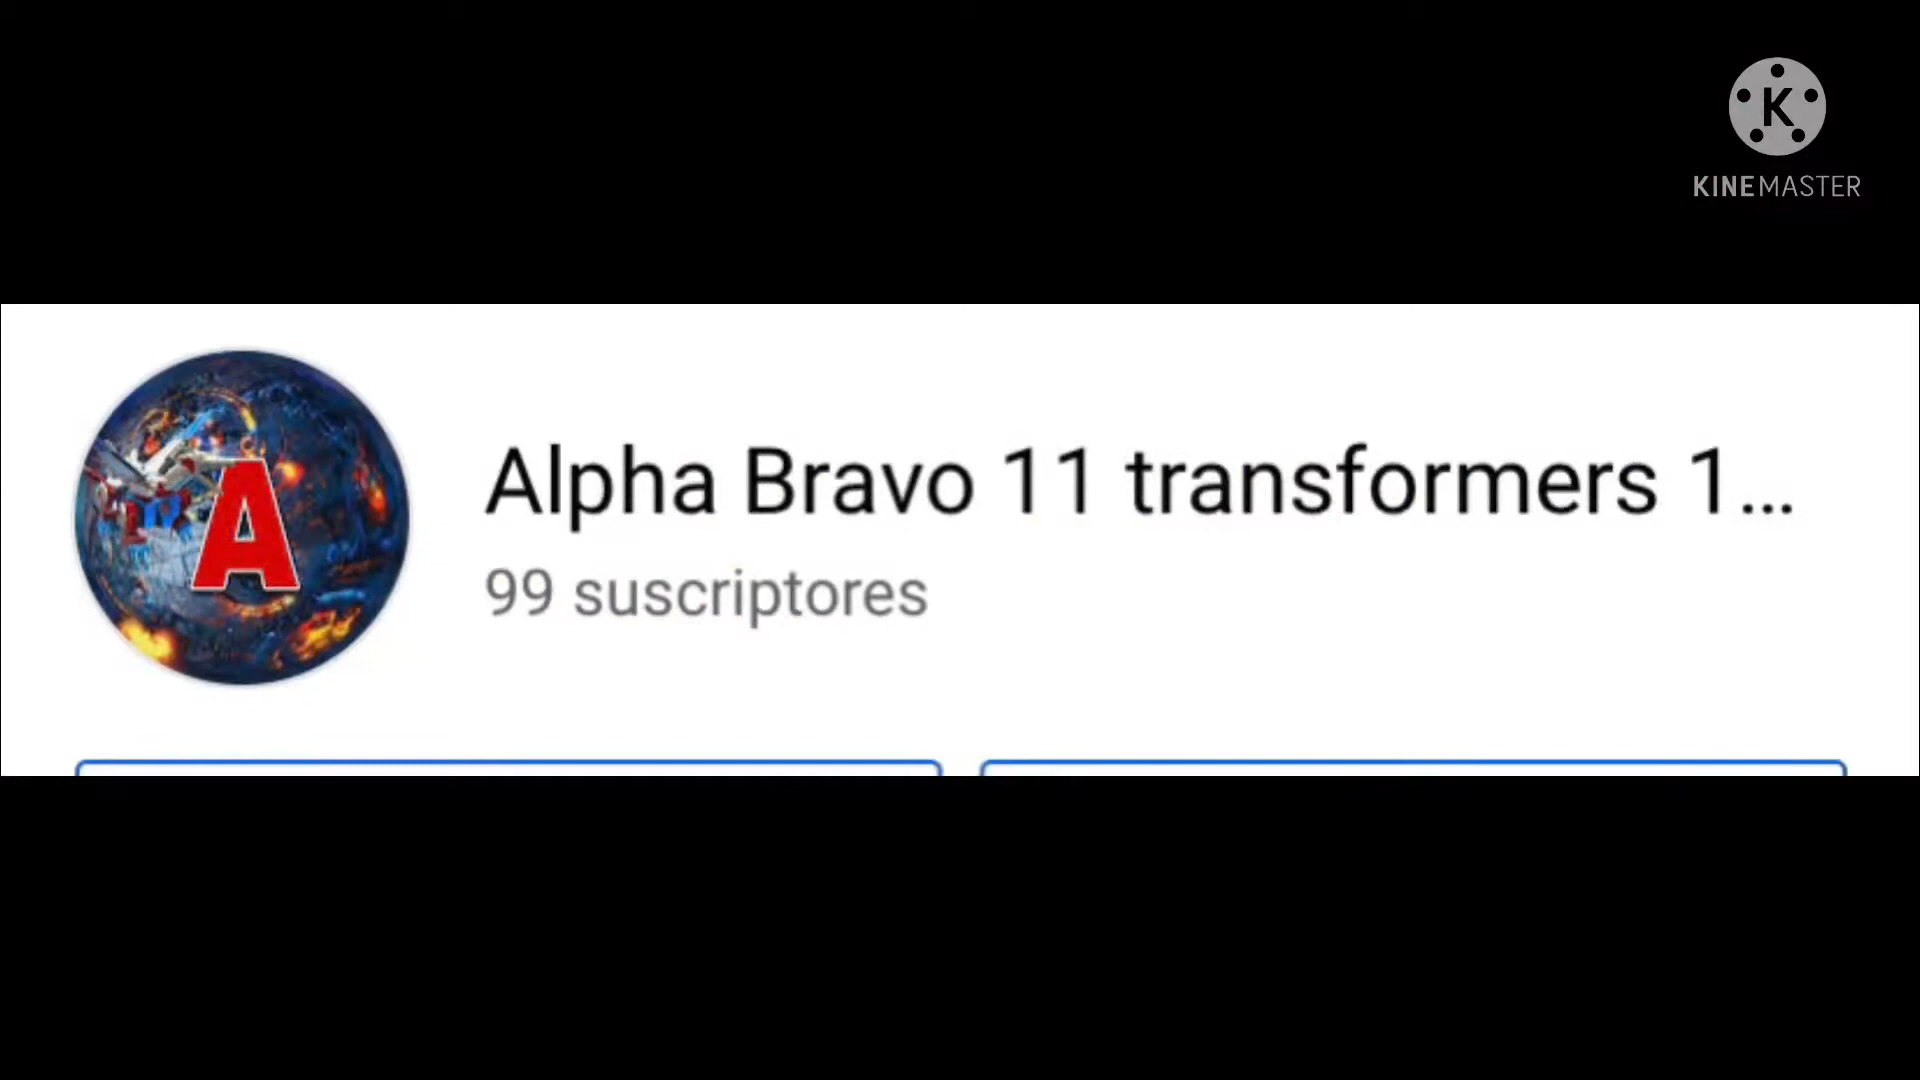 K
KINEMASTER
A
Alpha Bravo 11 transformers 1...
99 suscriptores